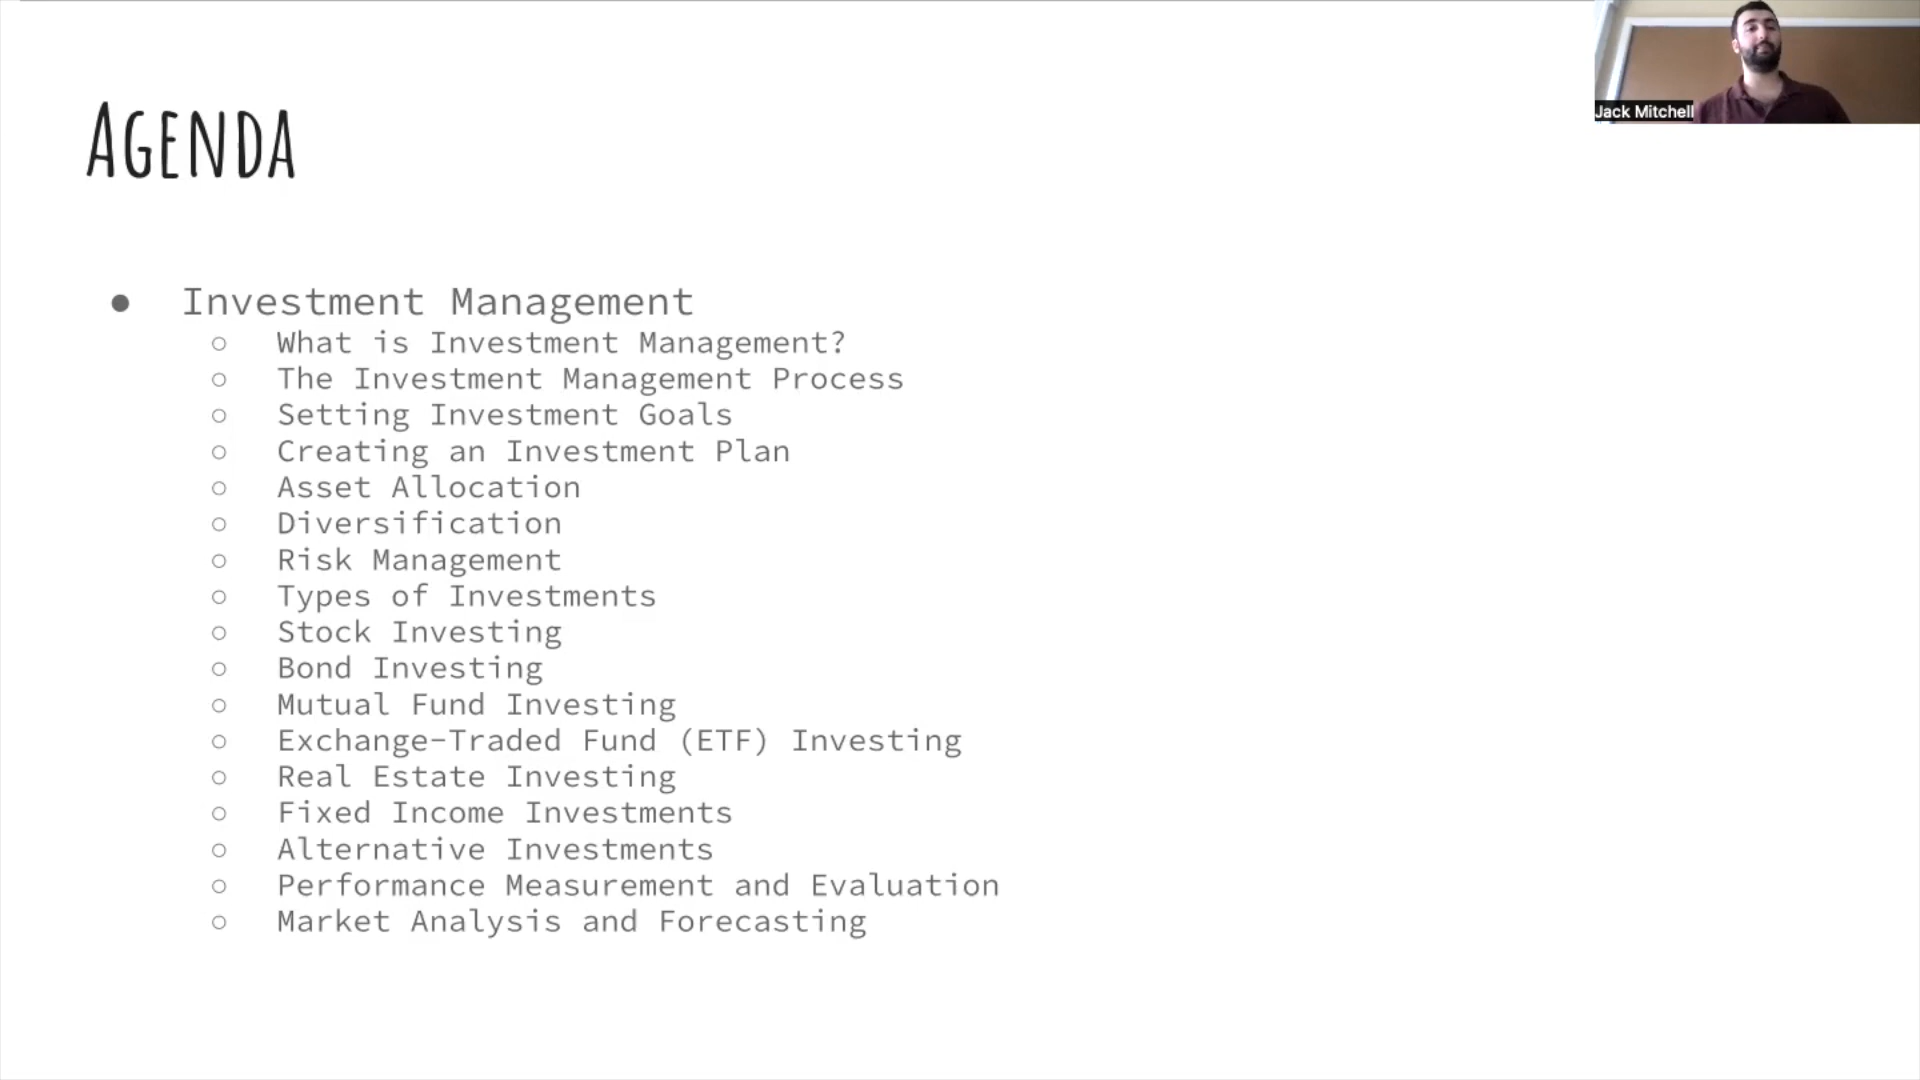 Jack Mitchell
AGENDA
● Investment Management
○ What is Investment Management?
○ The Investment Management Process
○ Setting Investment Goals
○ Creating an Investment Plan
○ Asset Allocation
○ Diversification
○ Risk Management
○ Types of Investments
○ Stock Investing
○ Bond Investing
○ Mutual Fund Investing
○ Exchange-Traded Fund (ETF) Investing
○ Real Estate Investing
○ Fixed Income Investments
○ Alternative Investments
○ Performance Measurement and Evaluation
○ Market Analysis and Forecasting